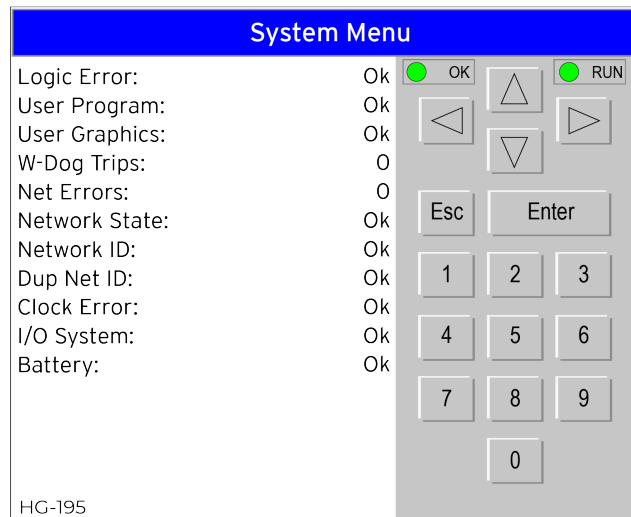 System Menu
Logic Error: Ok
User Program: Ok
User Graphics: Ok
W-Dog Trips: 0
Net Errors: 0
Network State: Ok
Network ID: Ok
Dup Net ID: Ok
Clock Error: Ok
I/O System: Ok
Battery: Ok
HG-195
OK RUN
Esc Enter
1 2 3
4 5 6
7 8 9
0